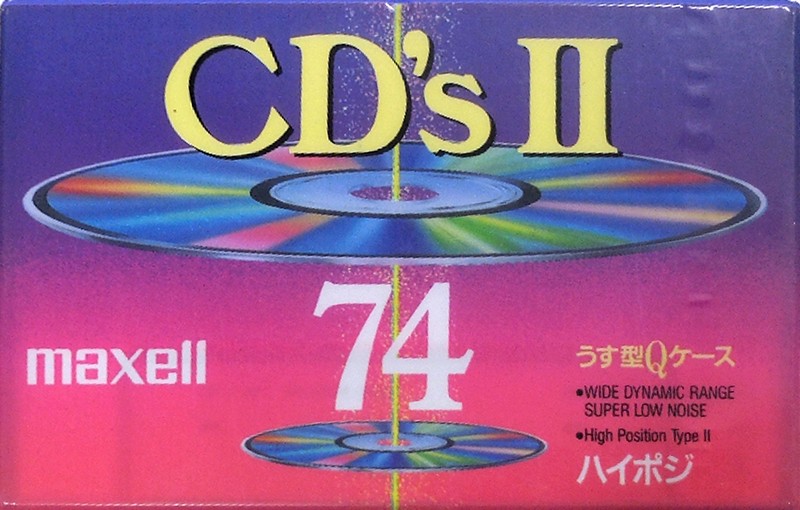 CD's II
74
maxell
うす型Qケース
•WIDE DYNAMIC RANGE
SUPER LOW NOISE
•High Position Type II
ハイポジ